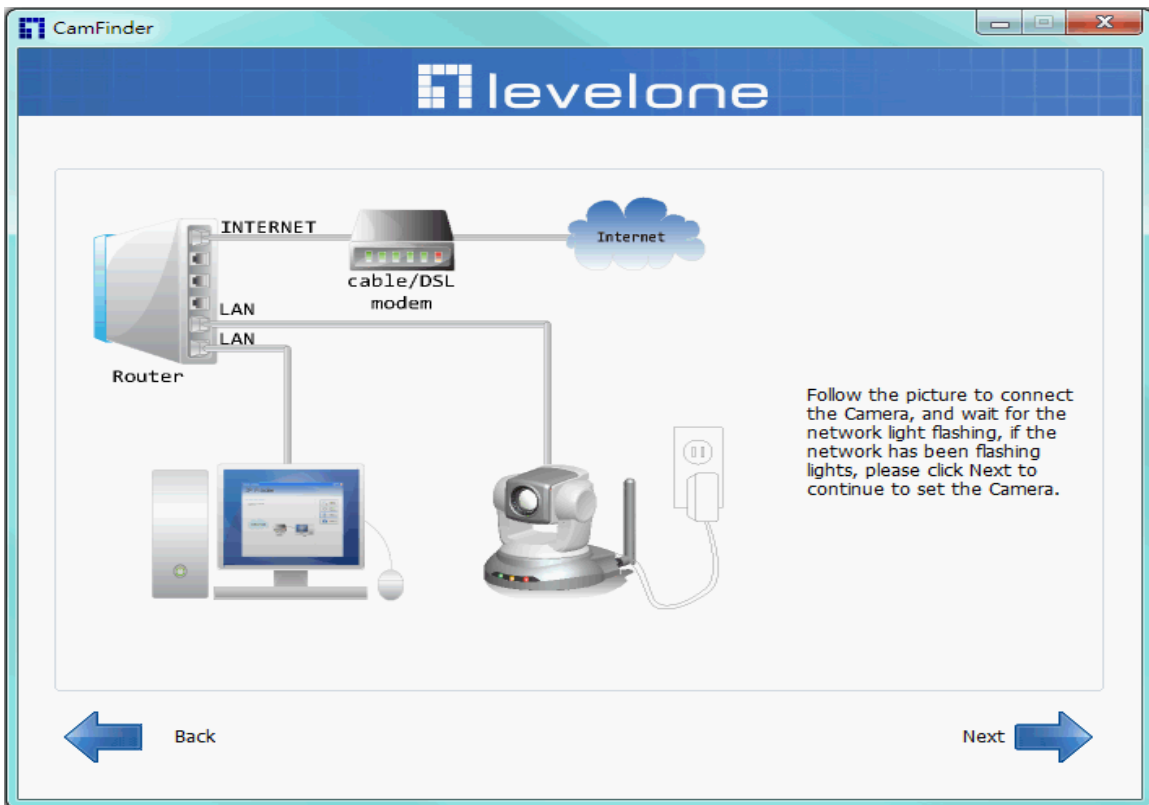 CamFinder
levelone
INTERNET
Internet
cable/DSL
modem
LAN
LAN
Router
Follow the picture to connect
the Camera, and wait for the
network light flashing, if the
network has been flashing
lights, please click Next to
continue to set the Camera.
Back
Next